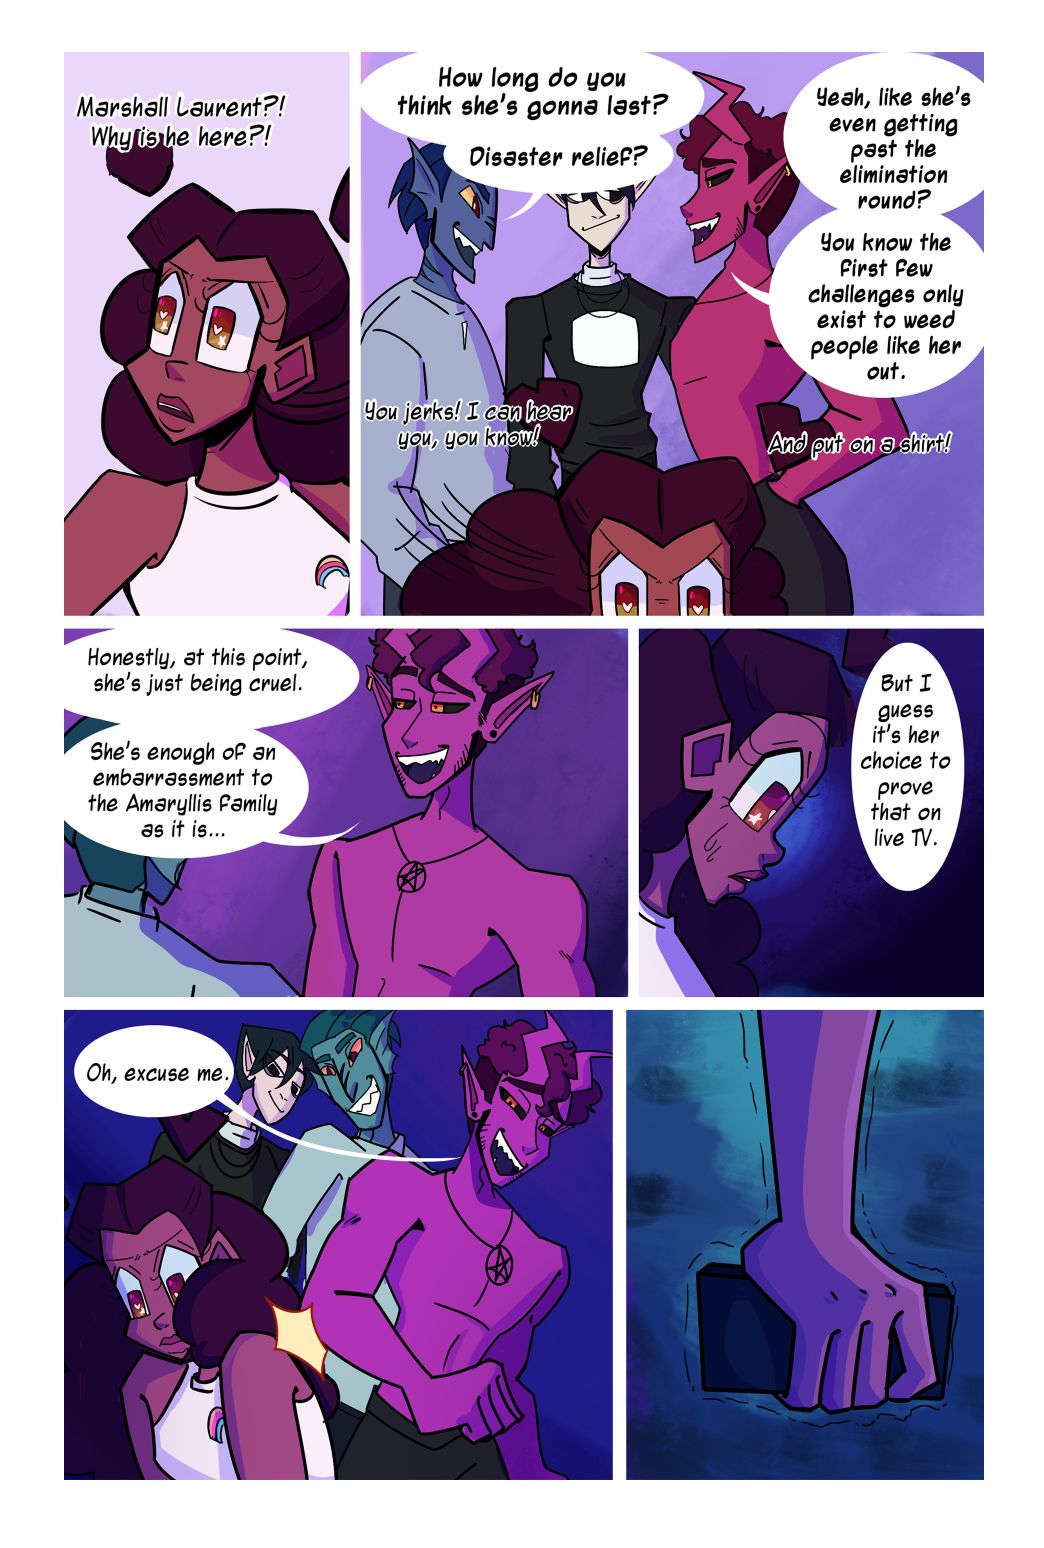 Marshall Laurent?!
Why is he here?!
How long do you
think she's gonna last?
Disaster relief?
Yeah, like she's
even getting
past the
elimination
round?
You know the
first few
challenges only
exist to weed
people like her
out.
You jerks! I can hear
you, you know!
And put on a shirt!
Honestly, at this point,
she's just being cruel.
She's enough of an
embarrassment to
the Amaryllis family
as it is...
But I
guess
it's her
choice to
prove
that on
live TV.
Oh, excuse me.